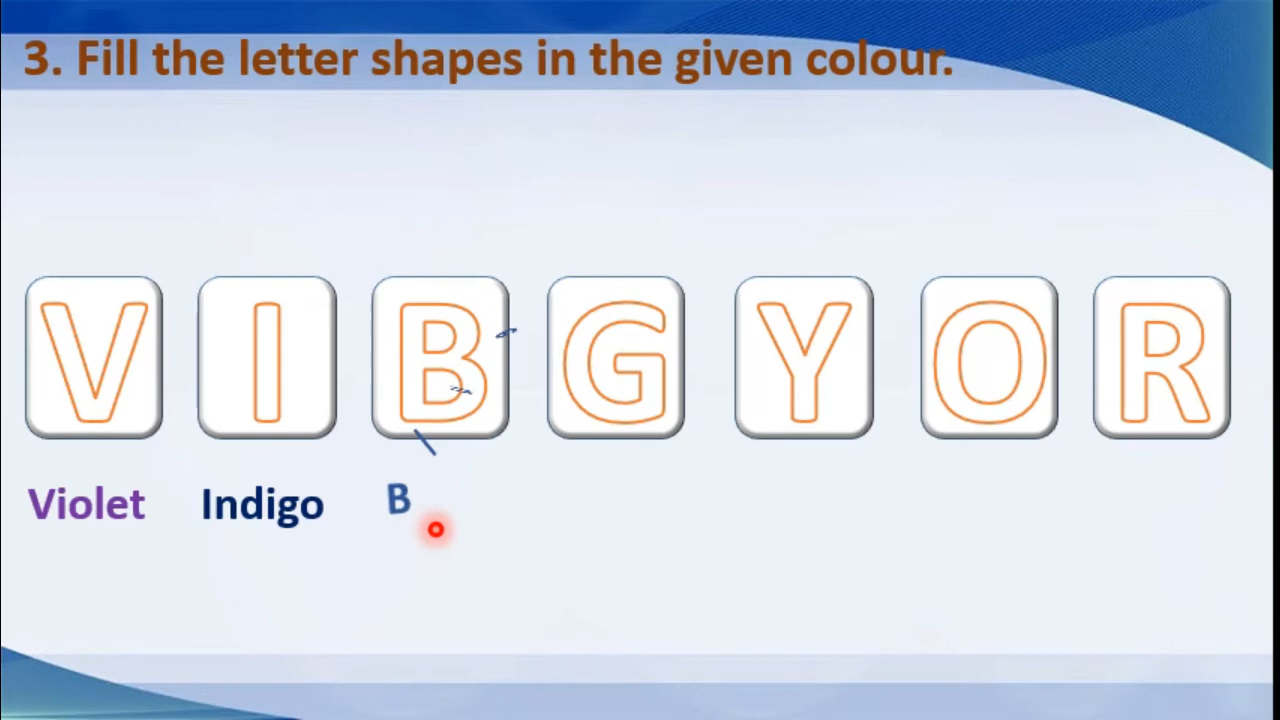 3. Fill the letter shapes in the given colour.
V I B G Y O R
Violet Indigo B